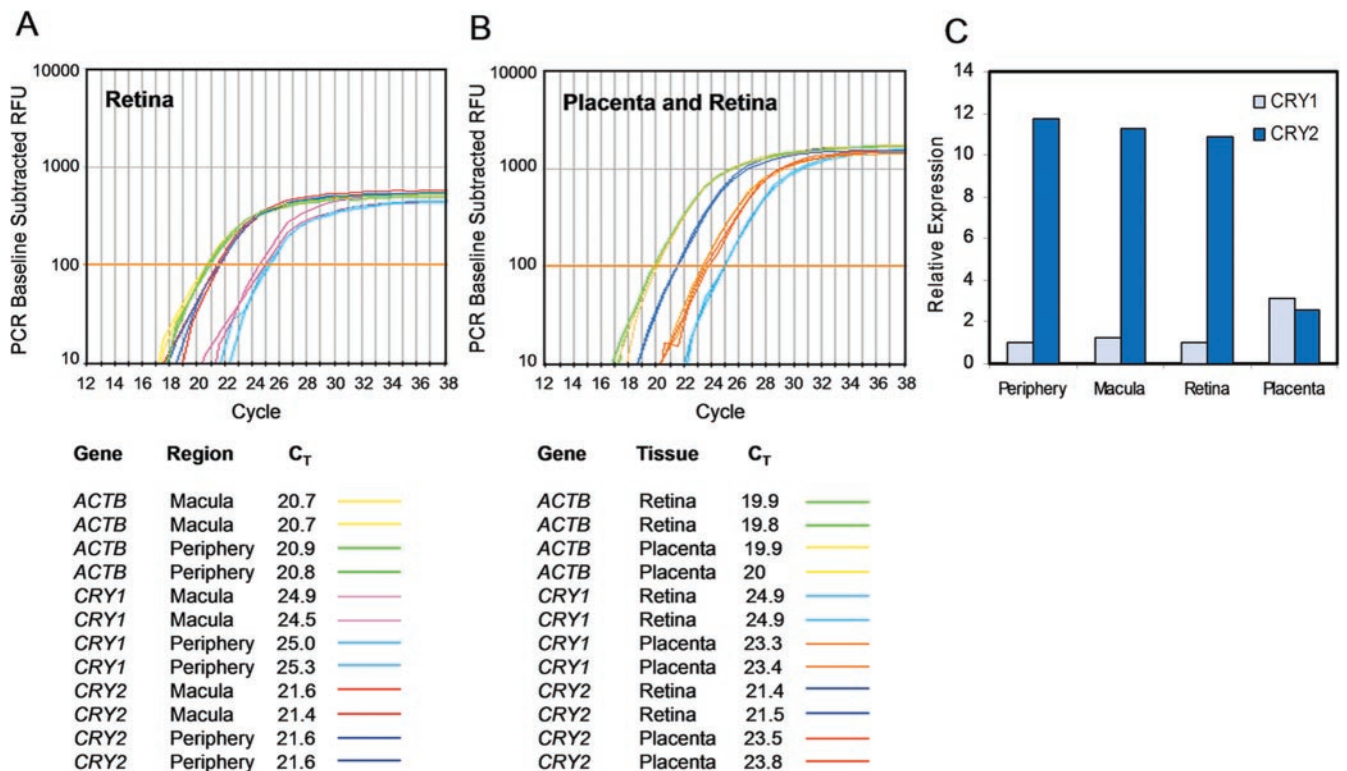 A
10000
1000
100
10
PCR Baseline Subtracted RFU
Retina
12 14 16 18 20 22 24 26 28 30 32 34 36 38
Cycle
Gene Region CT
ACTB Macula 20.7
ACTB Macula 20.7
ACTB Periphery 20.9
ACTB Periphery 20.8
CRY1 Macula 24.9
CRY1 Macula 24.5
CRY1 Periphery 25.0
CRY1 Periphery 25.3
CRY2 Macula 21.6
CRY2 Macula 21.4
CRY2 Periphery 21.6
CRY2 Periphery 21.6
B
10000
1000
100
10
PCR Baseline Subtracted RFU
Placenta and Retina
12 13 14 16 18 20 22 24 26 28 30 32 34 36 38
Cycle
Gene Tissue CT
ACTB Retina 19.9
ACTB Retina 19.8
ACTB Placenta 19.9
ACTB Placenta 20
CRY1 Retina 24.9
CRY1 Retina 24.9
CRY1 Placenta 23.3
CRY1 Placenta 23.4
CRY2 Retina 21.4
CRY2 Retina 21.5
CRY2 Placenta 23.5
CRY2 Placenta 23.8
C
14
12
10
8
6
4
2
0
Relative Expression
CRY1
CRY2
Periphery Macula Retina Placenta